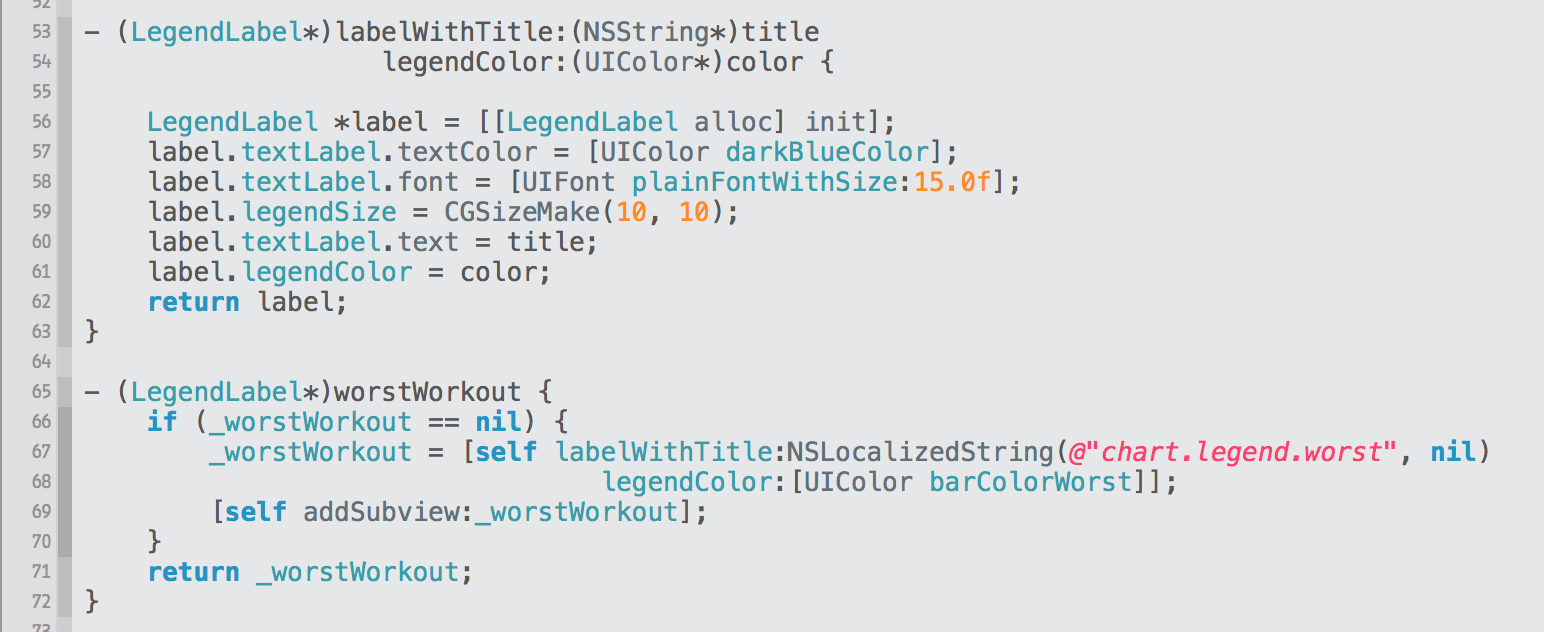 52
53 - (LegendLabel*)labelWithTitle:(NSString*)title
54                    legendColor:(UIColor*)color {
55
56     LegendLabel *label = [[LegendLabel alloc] init];
57     label.textLabel.textColor = [UIColor darkBlueColor];
58     label.textLabel.font = [UIFont plainFontWithSize:15.0f];
59     label.legendSize = CGSizeMake(10, 10);
60     label.textLabel.text = title;
61     label.legendColor = color;
62     return label;
63 }
64
65 - (LegendLabel*)worstWorkout {
66     if (_worstWorkout == nil) {
67         _worstWorkout = [self labelWithTitle:NSLocalizedString(@"chart.legend.worst", nil)
68                                  legendColor:[UIColor barColorWorst]];
69         [self addSubview:_worstWorkout];
70     }
71     return _worstWorkout;
72 }
73